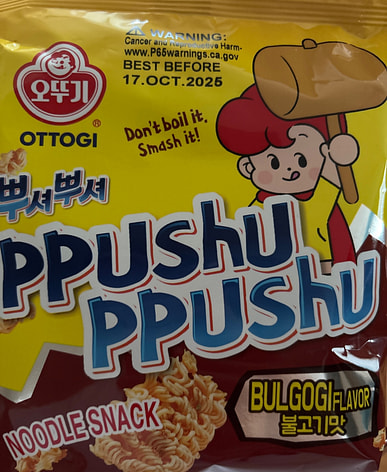 WARNING:
Cancer and Reproductive Harm-
www.P65warnings.ca.gov
BEST BEFORE
17.OCT.2025
오뚜기
®
OTTOGI
Don't boil it.
Smash it!
뿌셔뿌셔
PPUSHU
PPUSHU
BULGOGI FLAVOR
불고기맛
NOODLE SNACK